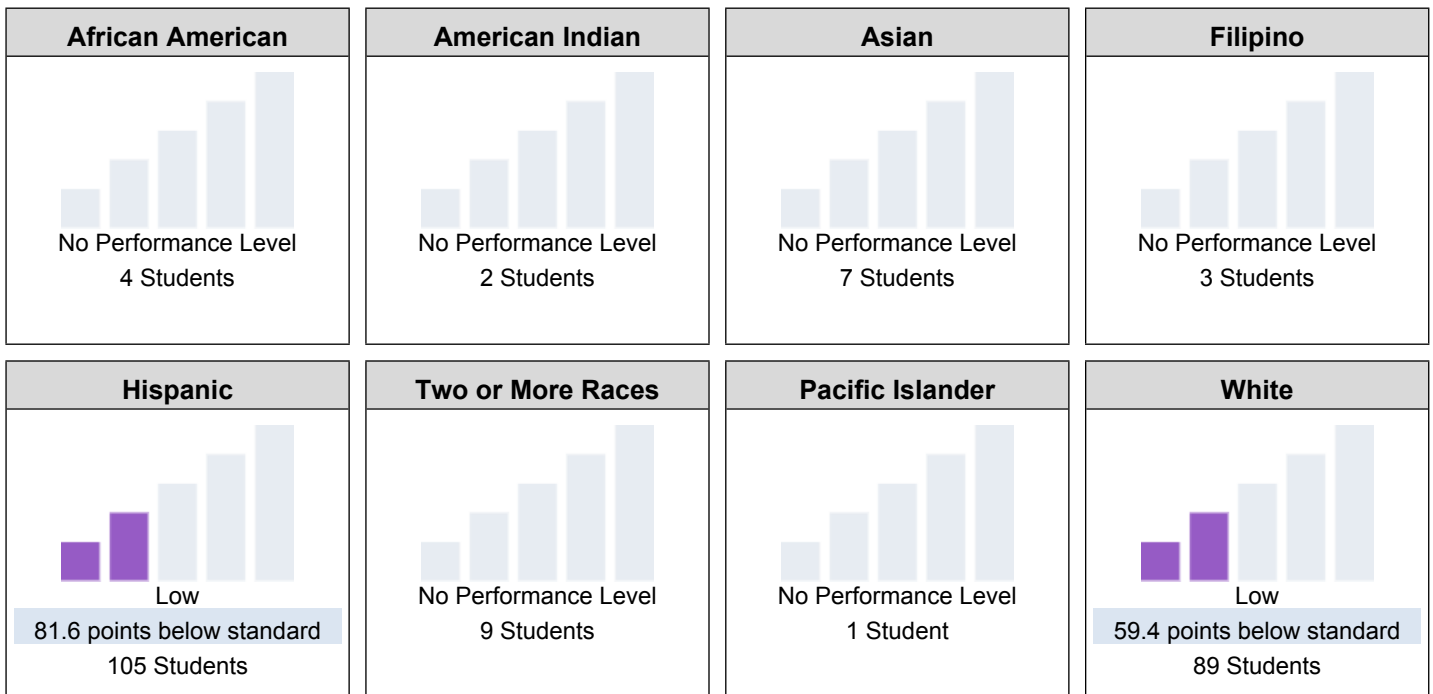 African American
No Performance Level
4 Students
American Indian
No Performance Level
2 Students
Asian
No Performance Level
7 Students
Filipino
No Performance Level
3 Students
Hispanic
Low
81.6 points below standard
105 Students
Two or More Races
No Performance Level
9 Students
Pacific Islander
No Performance Level
1 Student
White
Low
59.4 points below standard
89 Students